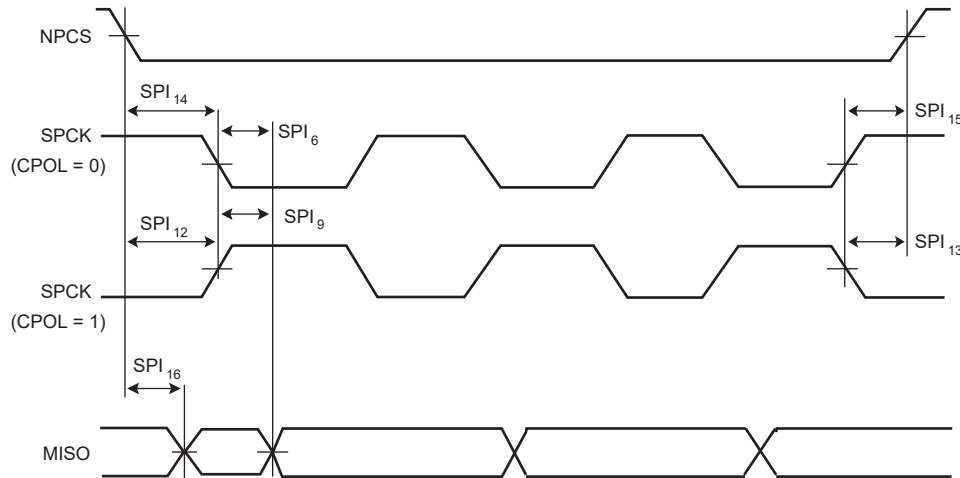 NPCS
SPI14
SPI15
SPCK
(CPOL = 0)
SPI6
SPI12
SPI9
SPI13
SPCK
(CPOL = 1)
SPI16
MISO